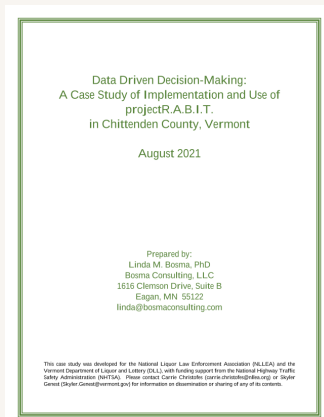 Data Driven Decision-Making:
A Case Study of Implementation and Use of
projectR.A.B.I.T.
in Chittenden County, Vermont
August 2021
Prepared by:
Linda M. Bosma, PhD
Bosma Consulting, LLC
1616 Clemson Drive, Suite B
Eagan, MN 55122
linda@bosmaconsulting.com
This case study was developed for the National Liquor Law Enforcement Association (NLLEA) and the
Vermont Department of Liquor and Lottery (DLL), with funding support from the National Highway Traffic
Safety Administration (NHTSA). Please contact Carrie Christofes (carrie.christofes@nllea.org) or Skyler
Genest (Skyler.Genest@vermont.gov) for information on dissemination or sharing of any of its contents.